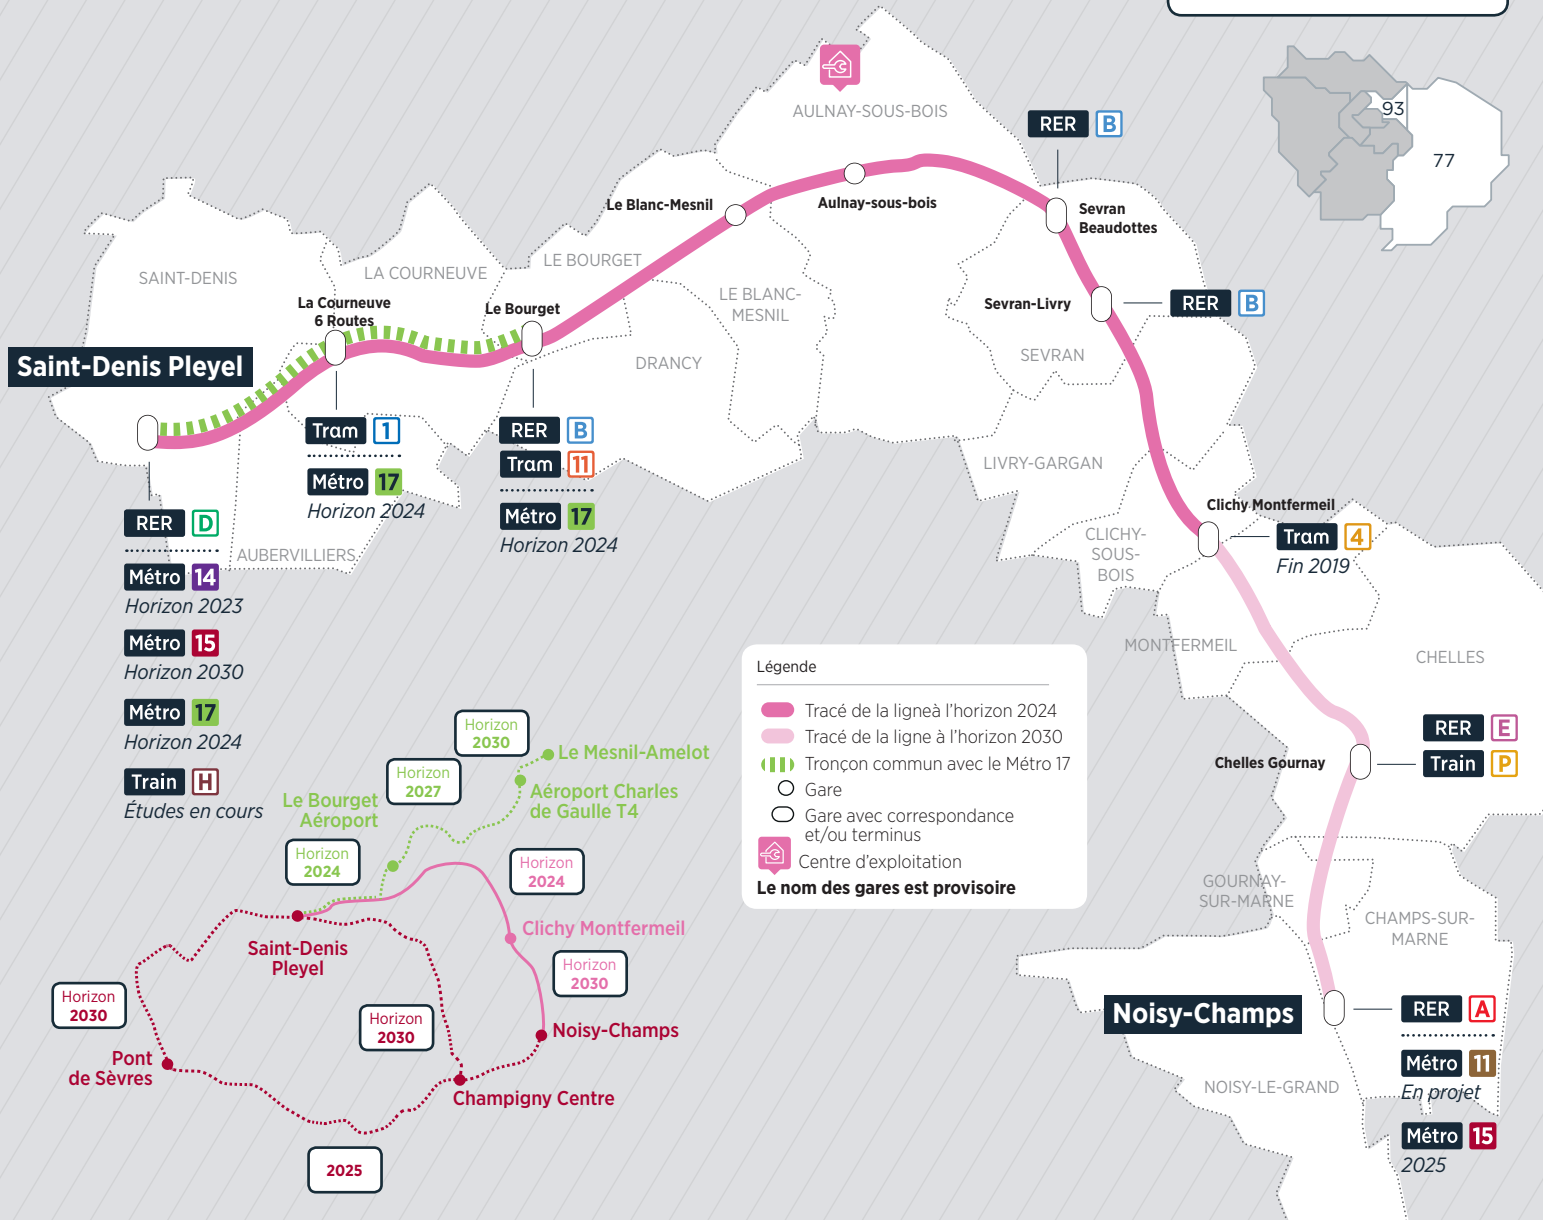 93
77
AULNAY-SOUS-BOIS
RER B
Le Blanc-Mesnil
Aulnay-sous-bois
Sevran
Beaudottes
SAINT-DENIS
LA COURNEUVE
LE BOURGET
La Courneuve
6 Routes
Le Bourget
LE BLANC-
MESNIL
Sevran-Livry
RER B
SEVRAN
DRANCY
Saint-Denis Pleyel
Tram 1
Métro 17
Horizon 2024
RER B
Tram 11
Métro 17
Horizon 2024
LIVRY-GARGAN
RER D
Métro 14
Horizon 2023
Métro 15
Horizon 2030
Métro 17
Horizon 2024
Train H
Études en cours
AUBERVILLIERS
Clichy Montfermeil
CLICHY-
SOUS-
BOIS
Tram 4
Fin 2019
MONTFERMEIL
CHELLES
Légende
Tracé de la ligneà l'horizon 2024
Tracé de la ligne à l'horizon 2030
Tronçon commun avec le Métro 17
Gare
Gare avec correspondance
et/ou terminus
Centre d'exploitation
Le nom des gares est provisoire
RER E
Train P
Chelles Gournay
GOURNAY-
SUR-MARNE
CHAMPS-SUR-
MARNE
Noisy-Champs
RER A
Métro 11
En projet
Métro 15
2025
NOISY-LE-GRAND
Horizon
2030
Le Mesnil-Amelot
Horizon
2027
Aéroport Charles
de Gaulle T4
Le Bourget
Aéroport
Horizon
2024
Horizon
2024
Clichy Montfermeil
Saint-Denis
Pleyel
Horizon
2030
Horizon
2030
Horizon
2030
Noisy-Champs
Pont
de Sèvres
Champigny Centre
2025